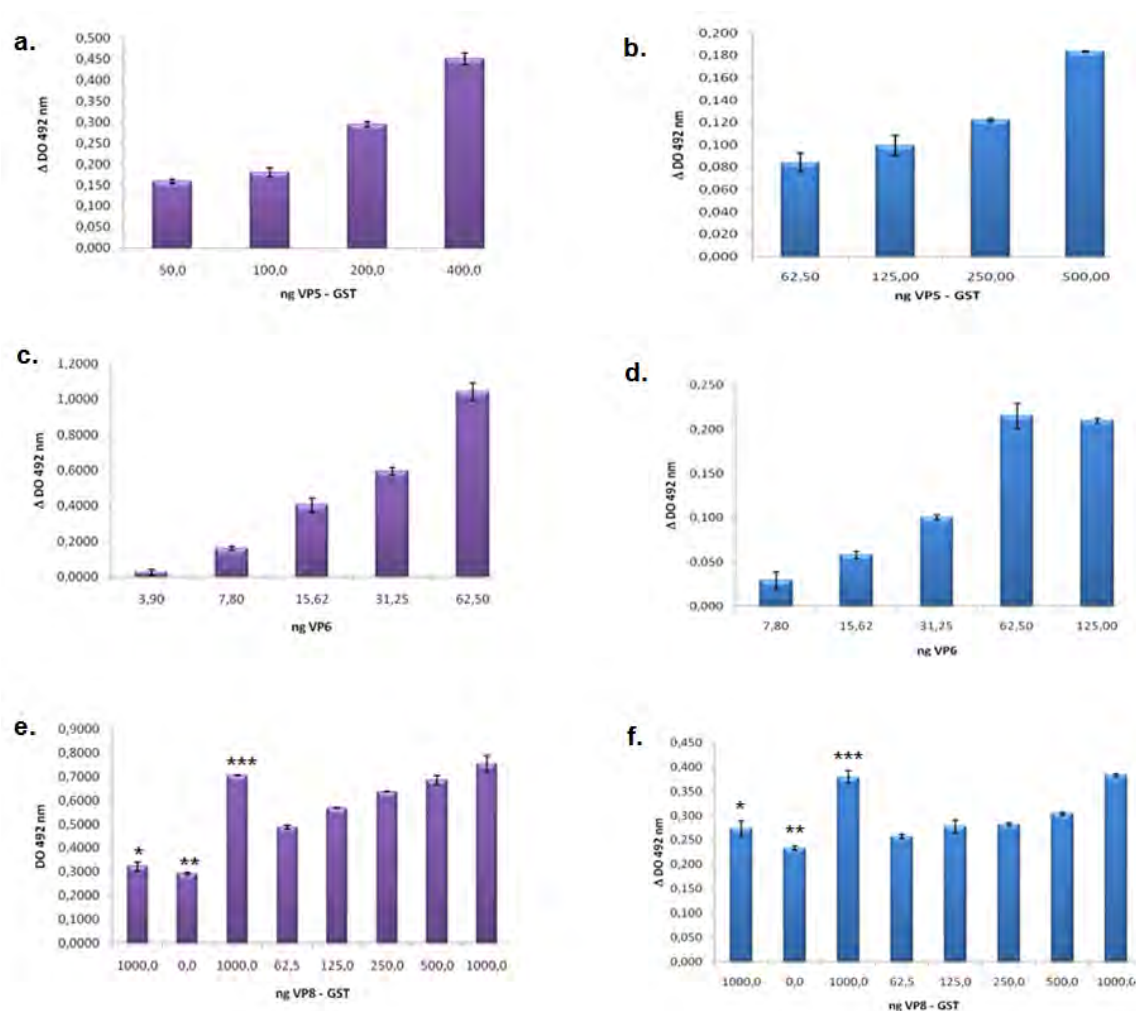 a.
0,500
0,450
0,400
0,350
0,300
0,250
0,200
0,150
0,100
0,050
0,000
Δ DO 492 nm
50,0 100,0 200,0 400,0
ng VP5 - GST
b.
0,200
0,180
0,160
0,140
0,120
0,100
0,080
0,060
0,040
0,020
0,000
Δ DO 492 nm
62,50 125,00 250,00 500,00
ng VP5 - GST
c.
1,2000
1,0000
0,8000
0,6000
0,4000
0,2000
0,0000
Δ DO 492 nm
3,90 7,80 15,62 31,25 62,50
ng VP6
d.
0,250
0,200
0,150
0,100
0,050
0,000
Δ DO 492 nm
7,80 15,62 31,25 62,50 125,00
ng VP6
e.
0,9000
0,8000
0,7000
0,6000
0,5000
0,4000
0,3000
0,2000
0,1000
0,0000
DO 492 nm
* ** ***
1000,0 0,0 1000,0 62,5 125,0 250,0 500,0 1000,0
ng VP8 - GST
f.
0,450
0,400
0,350
0,300
0,250
0,200
0,150
0,100
0,050
0,000
Δ DO 492 nm
* ** ***
1000,0 0,0 1000,0 62,5 125,0 250,0 500,0 1000,0
ng VP8 - GST